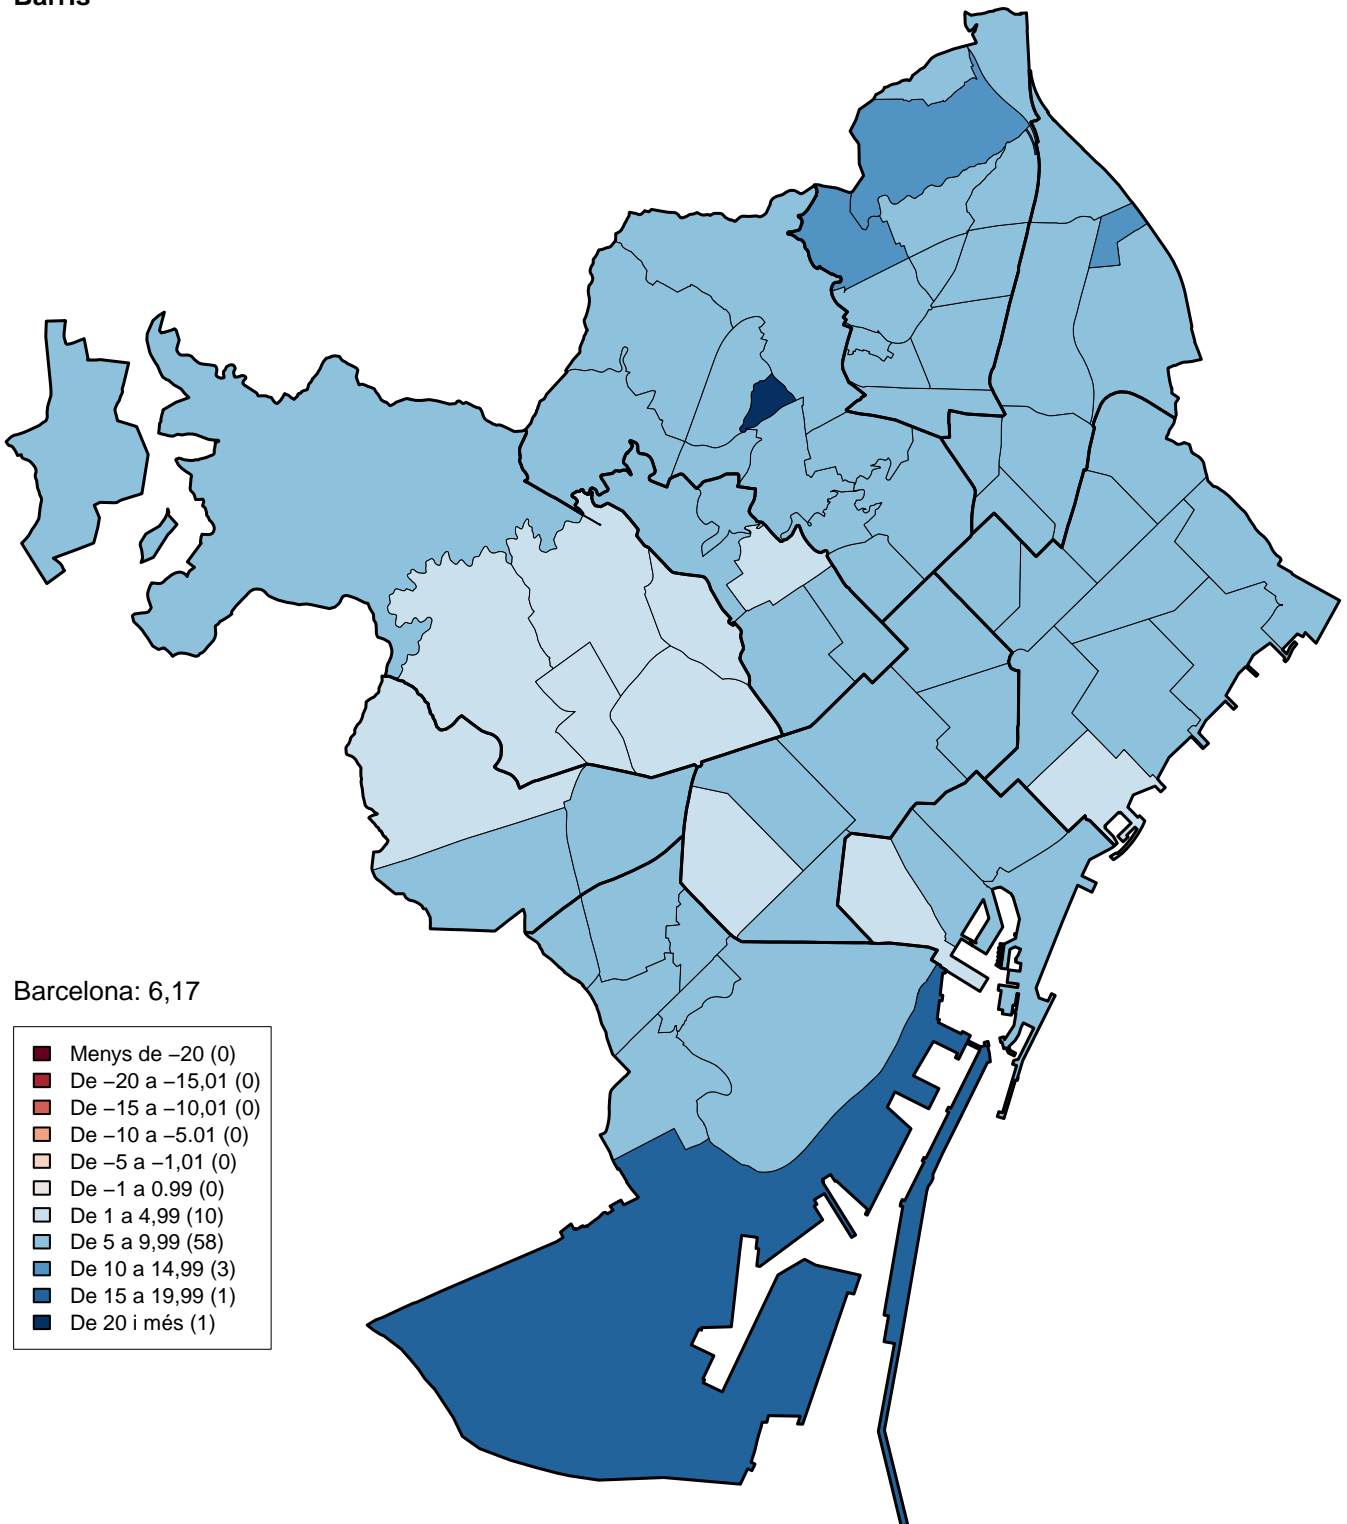 Barris
Barcelona: 6,17
Menys de −20 (0)
De −20 a −15,01 (0)
De −15 a −10,01 (0)
De −10 a −5.01 (0)
De −5 a −1,01 (0)
De −1 a 0.99 (0)
De 1 a 4,99 (10)
De 5 a 9,99 (58)
De 10 a 14,99 (3)
De 15 a 19,99 (1)
De 20 i més (1)